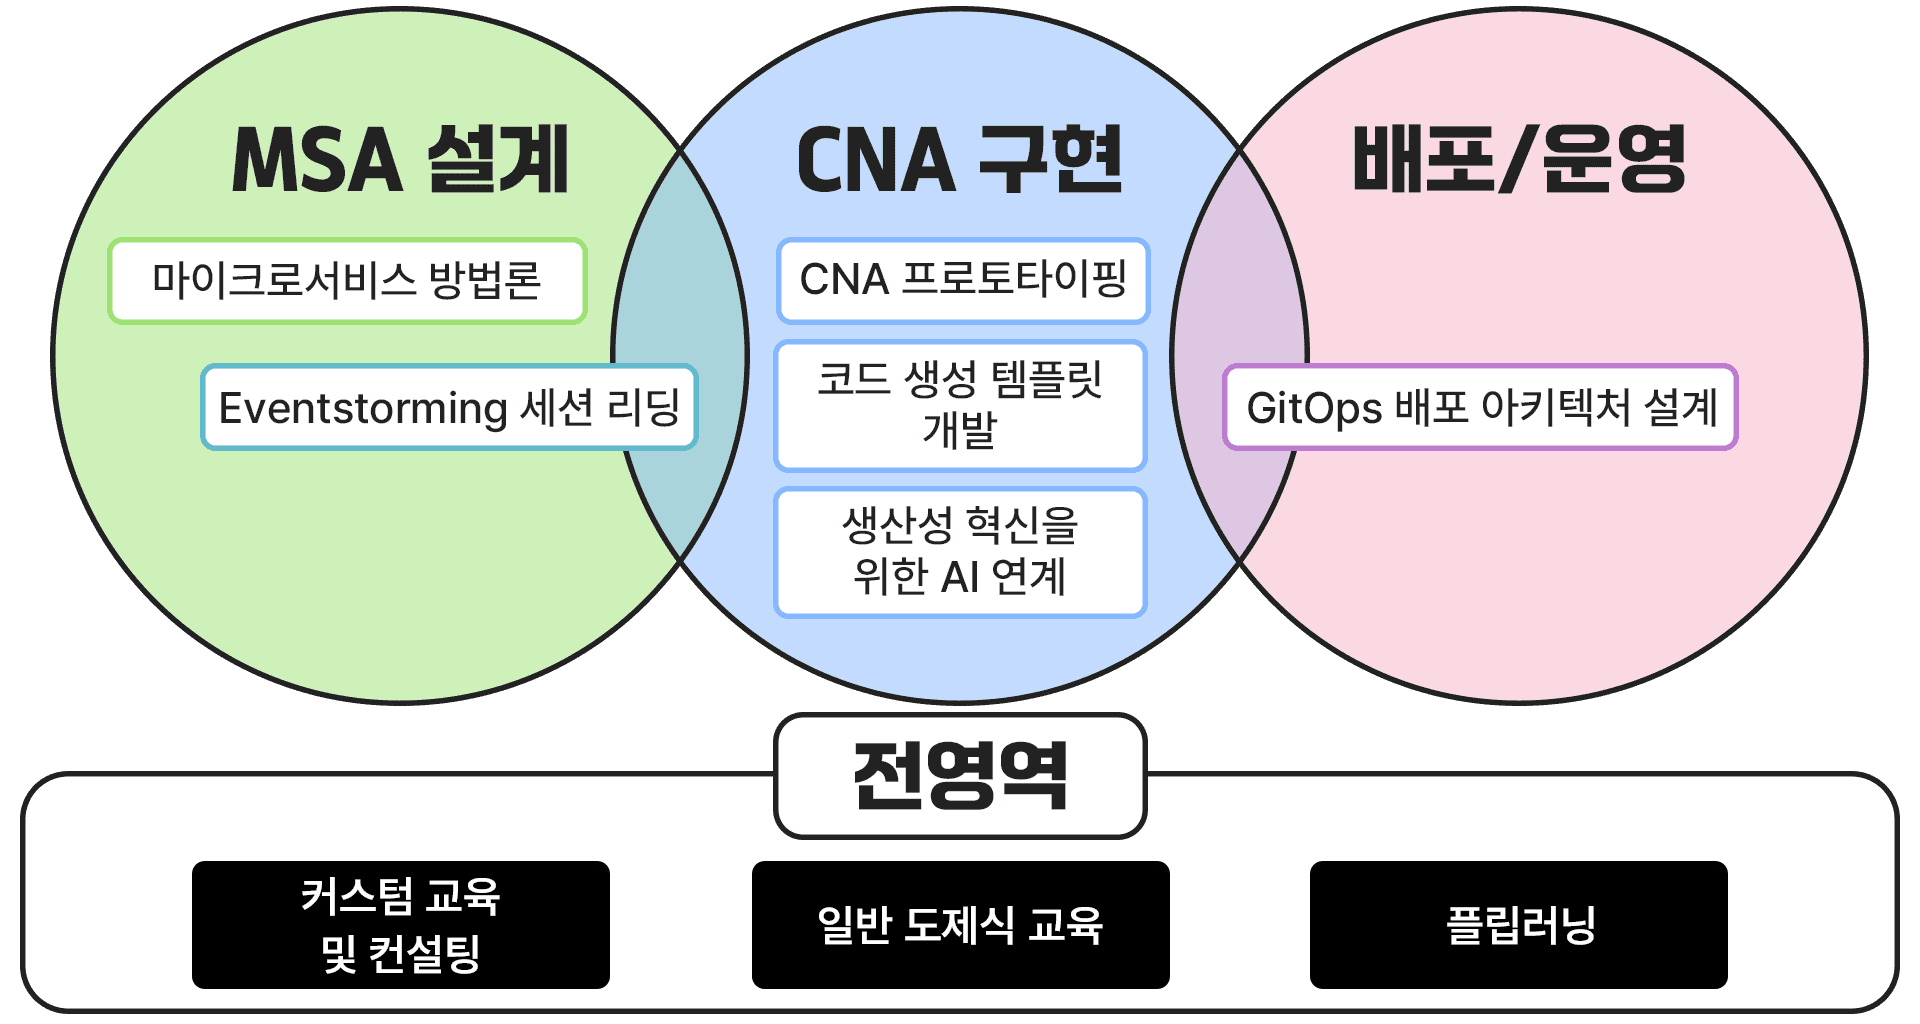 MSA 설계
마이크로서비스 방법론
Eventstorming 세션 리딩
CNA 구현
CNA 프로토타이핑
코드 생성 템플릿
개발
생산성 혁신을
위한 AI 연계
배포/운영
GitOps 배포 아키텍처 설계
전영역
커스텀 교육
및 컨설팅
일반 도제식 교육
플립러닝